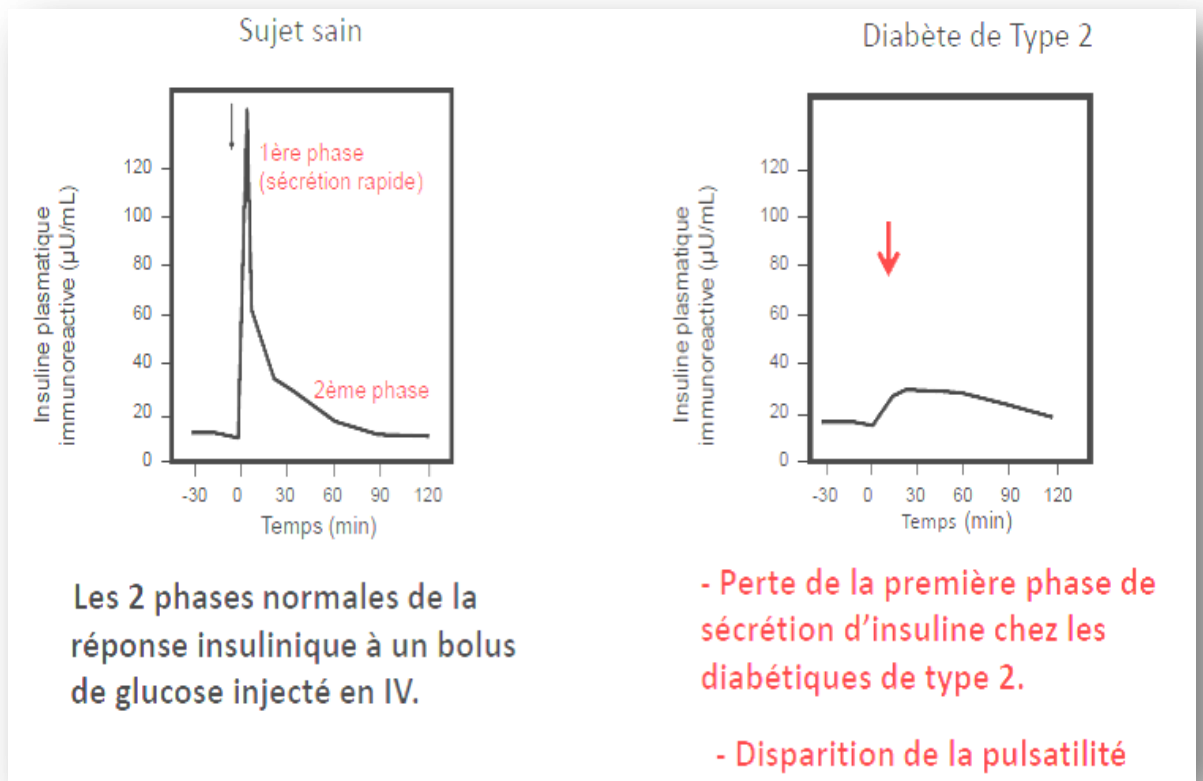 Sujet sain
Insuline plasmatique
immunoreactive (µU/mL)
120
100
80
60
40
20
0
1ère phase
(sécrétion rapide)
2ème phase
-30 0 30 60 90 120
Temps (min)
Les 2 phases normales de la
réponse insulinique à un bolus
de glucose injecté en IV.
Diabète de Type 2
Insuline plasmatique
immunoreactive (µU/mL)
120
100
80
60
40
20
0
-30 0 30 60 90 120
Temps (min)
- Perte de la première phase de
sécrétion d'insuline chez les
diabétiques de type 2.
- Disparition de la pulsatilité